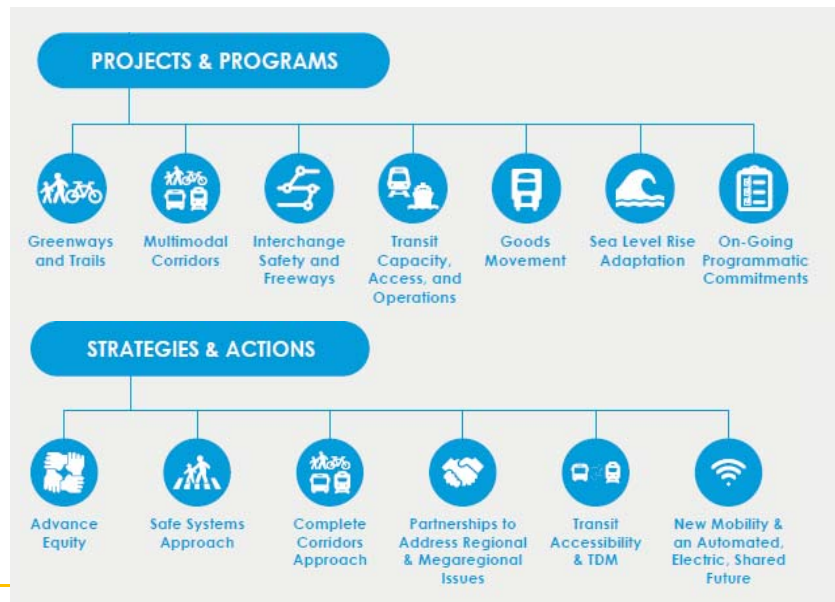 PROJECTS & PROGRAMS
Greenways
and Trails
Multimodal
Corridors
Interchange
Safety and
Freeways
Transit
Capacity,
Access, and
Operations
Goods
Movement
Sea Level Rise
Adaptation
On-Going
Programmatic
Commitments
STRATEGIES & ACTIONS
Advance
Equity
Safe Systems
Approach
Complete
Corridors
Approach
Partnerships to
Address Regional
& Megaregional
Issues
Transit
Accessibility
& TDM
New Mobility &
an Automated,
Electric, Shared
Future